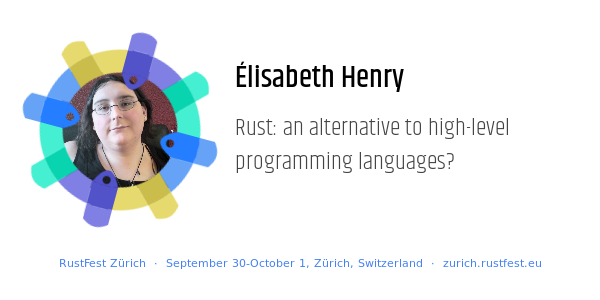 Élisabeth Henry
Rust: an alternative to high-level
programming languages?
RustFest Zürich · September 30-October 1, Zürich, Switzerland · zurich.rustfest.eu